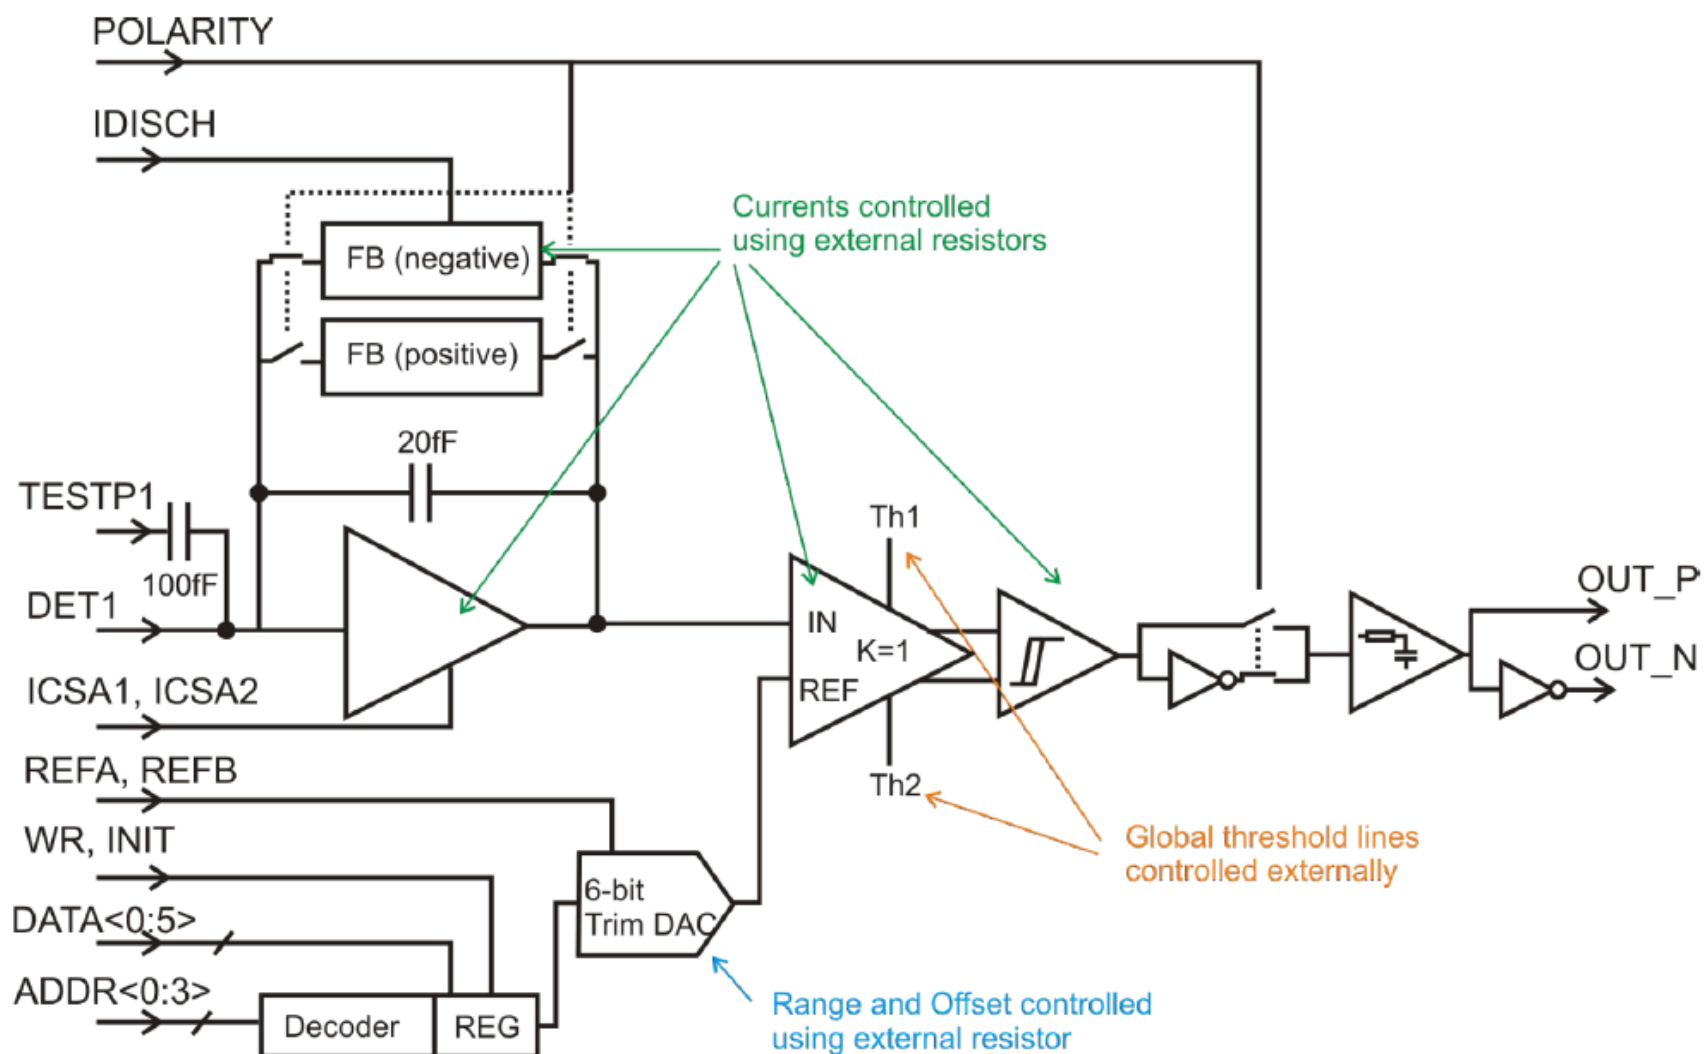 POLARITY
IDISCH
Currents controlled
using external resistors
FB (negative)
FB (positive)
20fF
TESTP1
100fF
DET1
ICSA1, ICSA2
Th1
IN
K=1
REF
Th2
OUT_P
OUT_N
REFA, REFB
WR, INIT
DATA<0:5>
ADDR<0:3>
6-bit
Trim DAC
Decoder
REG
Global threshold lines
controlled externally
Range and Offset controlled
using external resistor